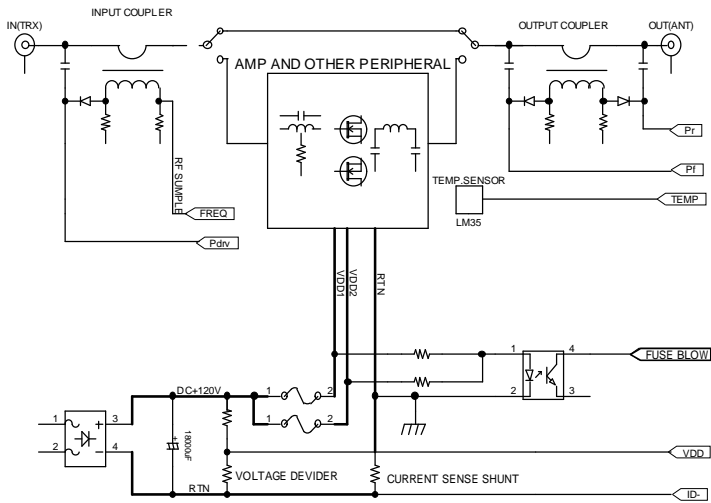 INPUT COUPLER
OUTPUT COUPLER
IN(TRX)
OUT(ANT)
AMP AND OTHER PERIPHERAL
Pr
Pf
TEMP.SENSOR
LM35
TEMP
RF SUMPLE
FREQ
Pdrv
VDD1
VDD2
RTN
1
4
FUSE BLOW
2
3
DC+120V
1
2
1
2
1
3
2
4
18000uF
VOLTAGE DEVIDER
CURRENT SENSE SHUNT
VDD
RTN
ID-